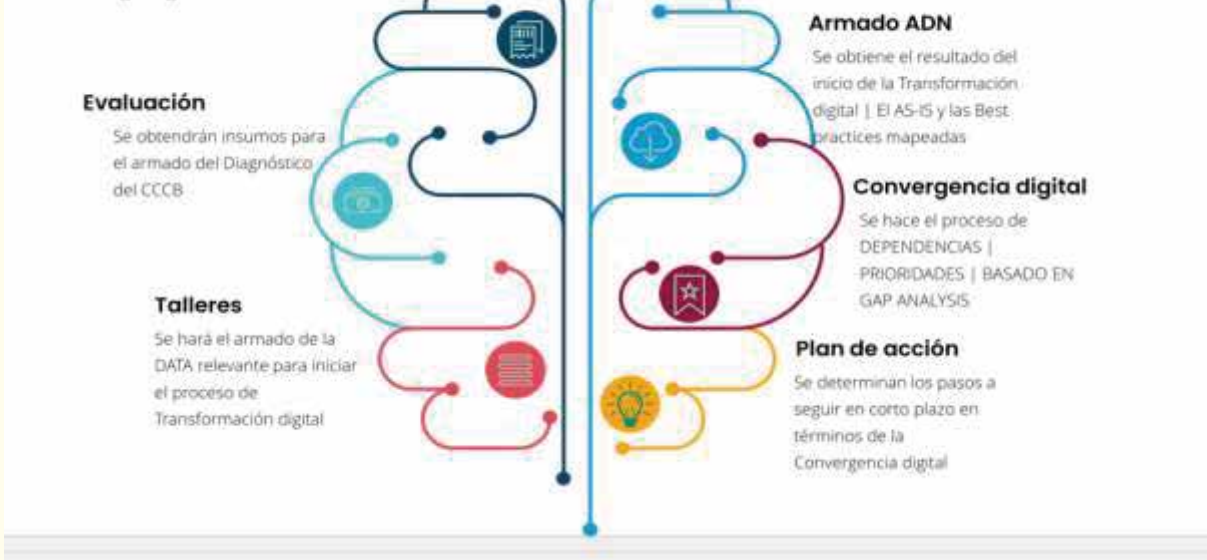 Evaluación
Se obtendrán insumos para
el armado del Diagnóstico
del CCCB
Talleres
Se hará el armado de la
DATA relevante para iniciar
el proceso de
Transformación digital
Armado ADN
Se obtiene el resultado del
inicio de la Transformación
digital | El AS-IS y las Best
practices mapeadas
Convergencia digital
Se hace el proceso de
DEPENDENCIAS |
PRIORIDADES | BASADO EN
GAP ANALYSIS
Plan de acción
Se determinan los pasos a
seguir en corto plazo en
términos de la
Convergencia digital